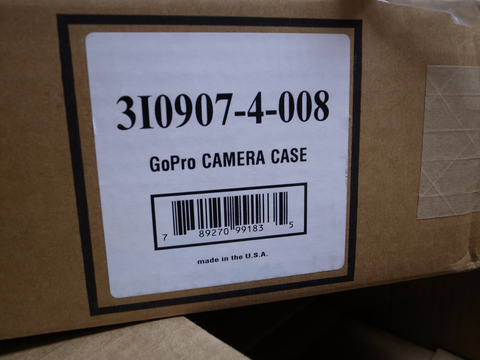 3I0907-4-008
GoPro CAMERA CASE
7 89270 99183 5
made in the U.S.A.